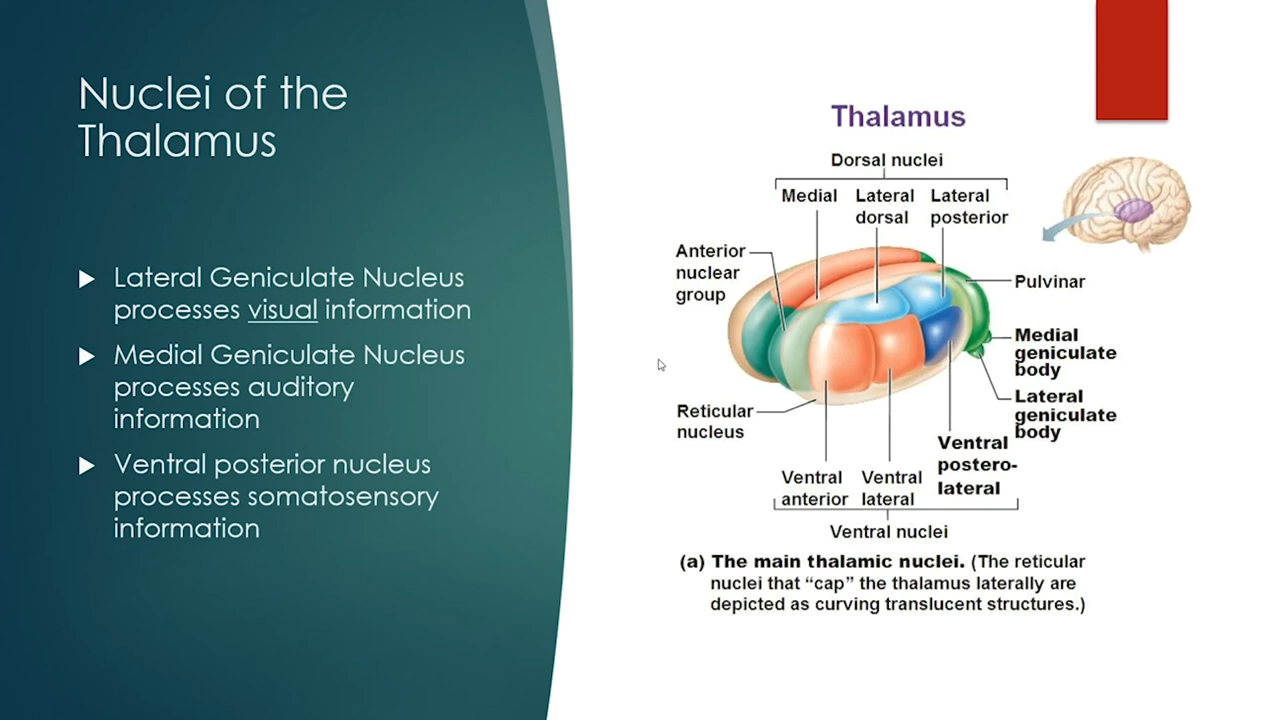 Nuclei of the
Thalamus
Lateral Geniculate Nucleus
processes visual information
Medial Geniculate Nucleus
processes auditory
information
Ventral posterior nucleus
processes somatosensory
information
Thalamus
Dorsal nuclei
Medial
Lateral
dorsal
Lateral
posterior
Anterior
nuclear
group
Pulvinar
Medial
geniculate
body
Lateral
geniculate
body
Reticular
nucleus
Ventral
anterior
Ventral
lateral
Ventral
postero-
lateral
Ventral nuclei
(a) The main thalamic nuclei. (The reticular
nuclei that “cap” the thalamus laterally are
depicted as curving translucent structures.)